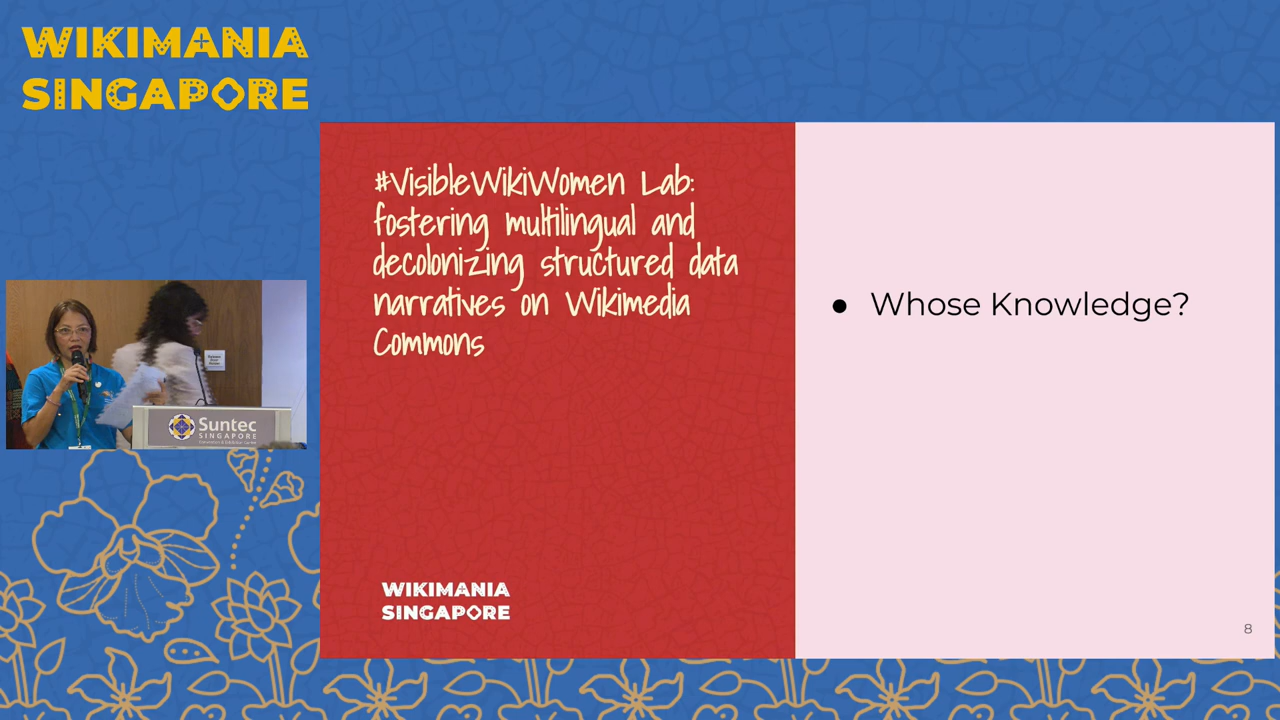 WIKIMANIA
SINGAPORE
#VisibleWikiWomen Lab:
fostering multilingual and
decolonizing structured data
narratives on Wikimedia
Commons
WIKIMANIA
SINGAPORE
● Whose Knowledge?
8
Suntec
SINGAPORE